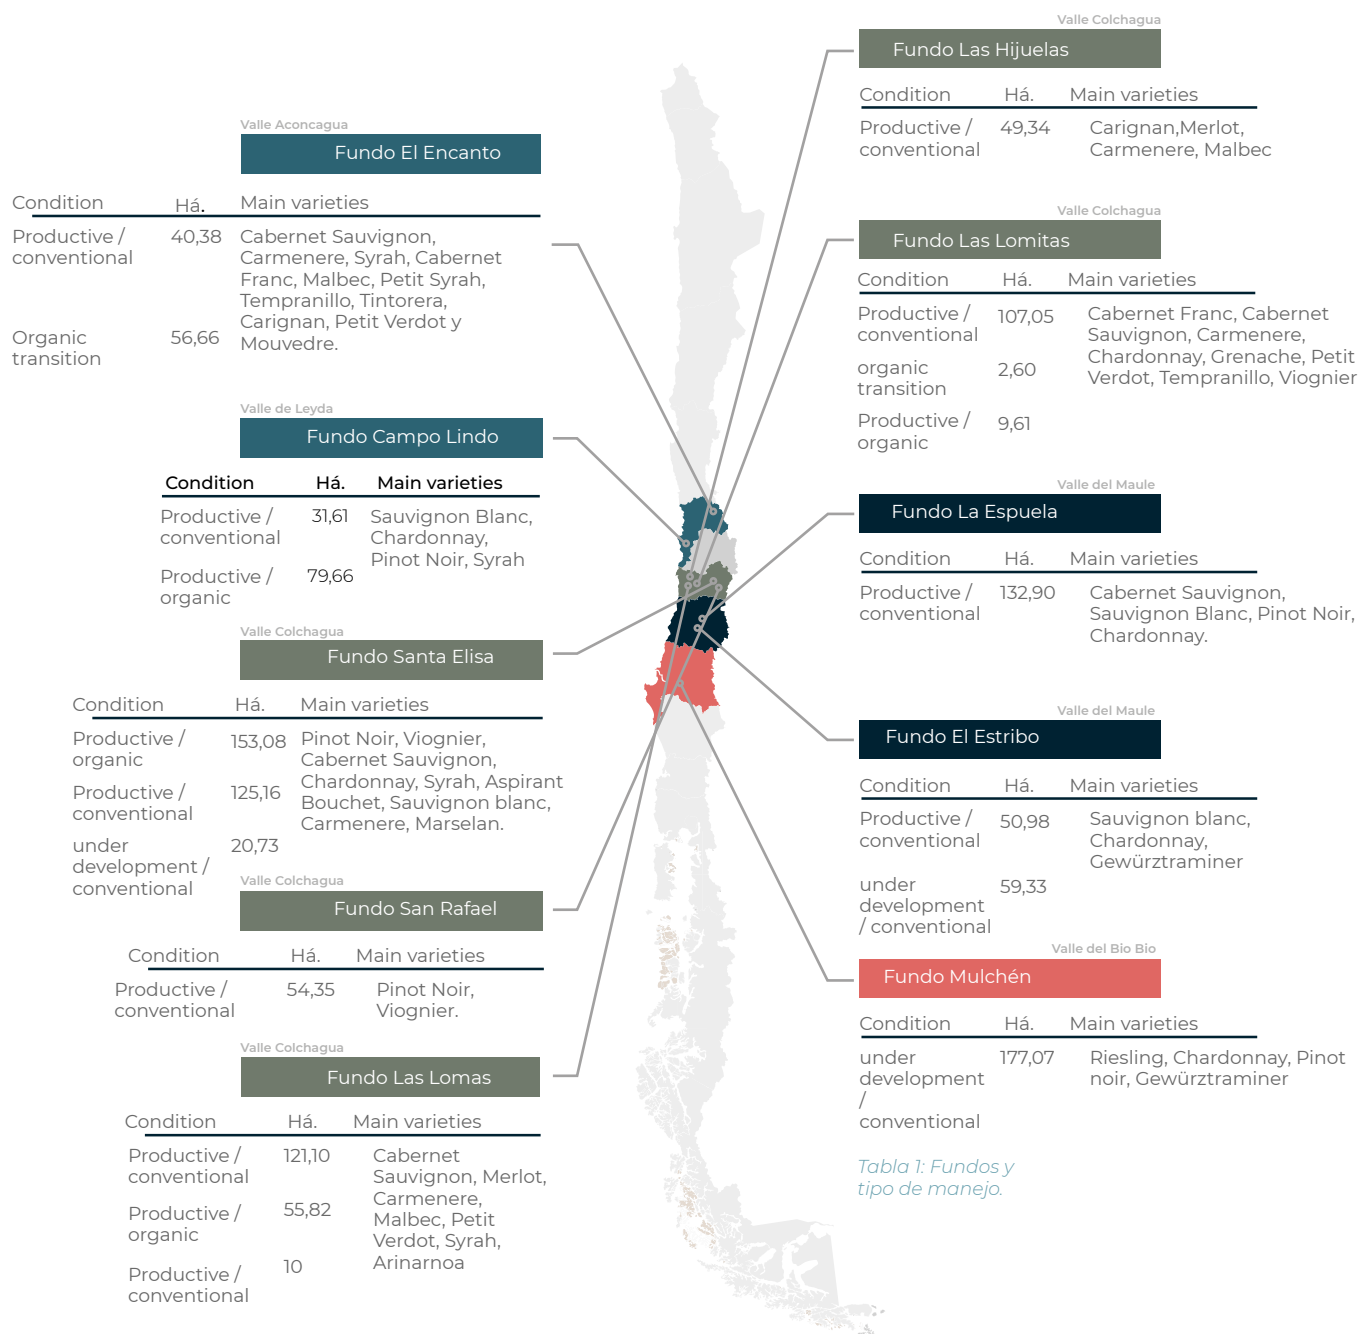 Valle Aconcagua
Fundo El Encanto
Condition Há. Main varieties
Productive / 40,38 Cabernet Sauvignon,
conventional Carmenere, Syrah, Cabernet
Franc, Malbec, Petit Syrah,
Tempranillo, Tintorera,
Organic 56,66 Carignan, Petit Verdot y
transition Mouvedre.
Valle de Leyda
Fundo Campo Lindo
Condition Há. Main varieties
Productive / 31,61 Sauvignon Blanc,
conventional Chardonnay,
Pinot Noir, Syrah
Productive / 79,66
organic
Valle Colchagua
Fundo Santa Elisa
Condition Há. Main varieties
Productive / 153,08 Pinot Noir, Viognier,
organic Cabernet Sauvignon,
Chardonnay, Syrah, Aspirant
Productive / 125,16 Bouchet, Sauvignon blanc,
conventional Carmenere, Marselan.
under 20,73
development /
conventional
Valle Colchagua
Fundo San Rafael
Condition Há. Main varieties
Productive / 54,35 Pinot Noir,
conventional Viognier.
Valle Colchagua
Fundo Las Lomas
Condition Há. Main varieties
Productive / 121,10 Cabernet
conventional Sauvignon, Merlot,
Carmenere,
Productive / 55,82 Malbec, Petit
organic Verdot, Syrah,
Productive / 10 Arinarnoa
conventional
Valle Colchagua
Fundo Las Hijuelas
Condition Há. Main varieties
Productive / 49,34 Carignan,Merlot,
conventional Carmenere, Malbec
Valle Colchagua
Fundo Las Lomitas
Condition Há. Main varieties
Productive / 107,05 Cabernet Franc, Cabernet
conventional Sauvignon, Carmenere,
organic 2,60 Chardonnay, Grenache, Petit
transition Verdot, Tempranillo, Viognier
Productive / 9,61
organic
Valle del Maule
Fundo La Espuela
Condition Há. Main varieties
Productive / 132,90 Cabernet Sauvignon,
conventional Sauvignon Blanc, Pinot Noir,
Chardonnay.
Valle del Maule
Fundo El Estribo
Condition Há. Main varieties
Productive / 50,98 Sauvignon blanc,
conventional Chardonnay,
Gewürztraminer
under 59,33
development
/ conventional
Valle del Bio Bio
Fundo Mulchén
Condition Há. Main varieties
under 177,07 Riesling, Chardonnay, Pinot
development noir, Gewürztraminer
/
conventional
Tabla 1: Fundos y
tipo de manejo.